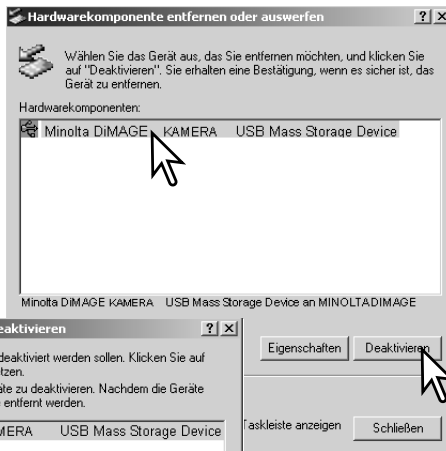 Hardwarekomponente entfernen oder auswerfen
Wählen Sie das Gerät aus, das Sie entfernen möchten, und klicken Sie
auf "Deaktivieren". Sie erhalten eine Bestätigung, wenn es sicher ist, das
Gerät zu entfernen.
Hardwarekomponenten:
Minolta DiMAGE KAMERA USB Mass Storage Device
Minolta DiMAGE KAMERA USB Mass Storage Device an MINOLTADIMAGE
Eigenschaften Deaktivieren
Taskleiste anzeigen Schließen
eaktivieren
deaktiviert werden sollen. Klicken Sie auf
tzen.
äte zu deaktivieren. Nachdem die Geräte
entfernt werden.
MERA USB Mass Storage Device